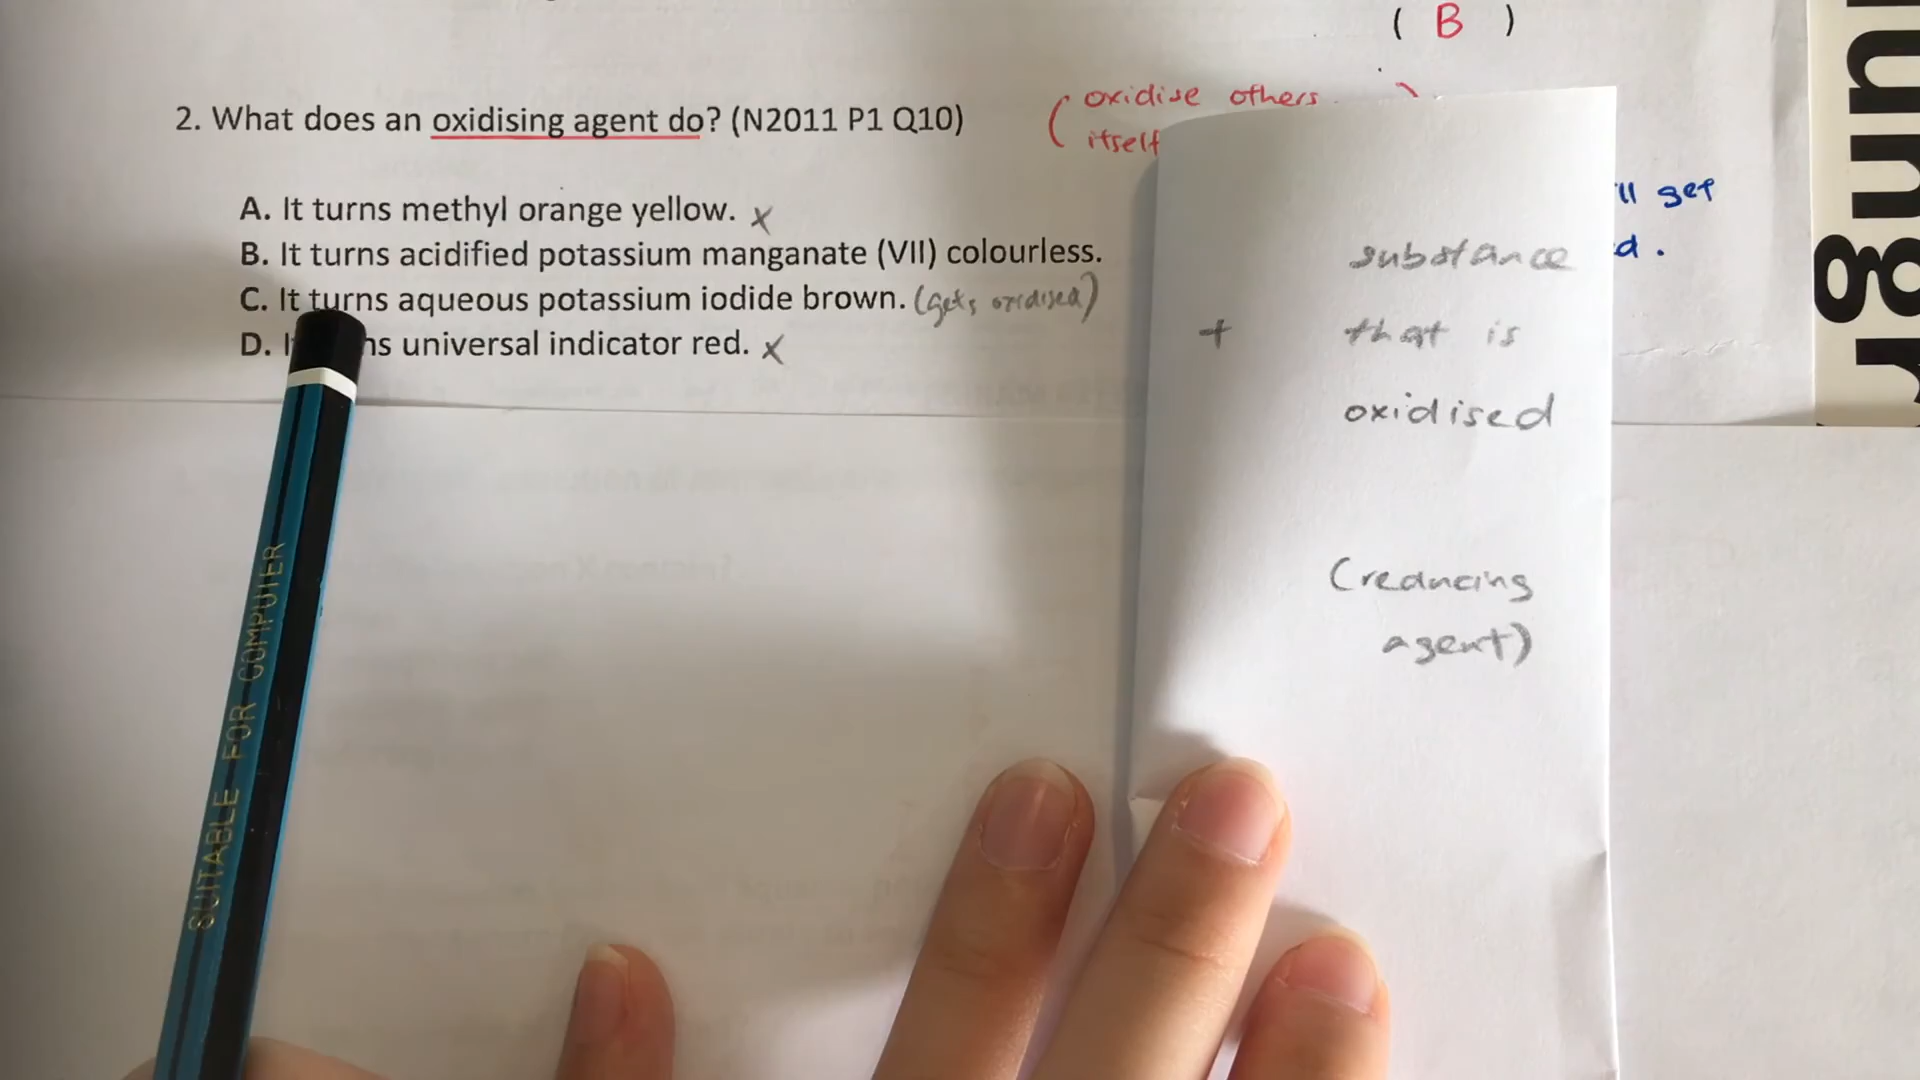 ( B )
2. What does an oxidising agent do? (N2011 P1 Q10)
( oxidise others )
itself
A. It turns methyl orange yellow. x
B. It turns acidified potassium manganate (VII) colourless.
C. It turns aqueous potassium iodide brown. (gets oxidised)
D. I ns universal indicator red. x
'll get
d.
substance
+ that is
oxidised
(reducing
agent)
SUITABLE FOR COMPUTER
ung